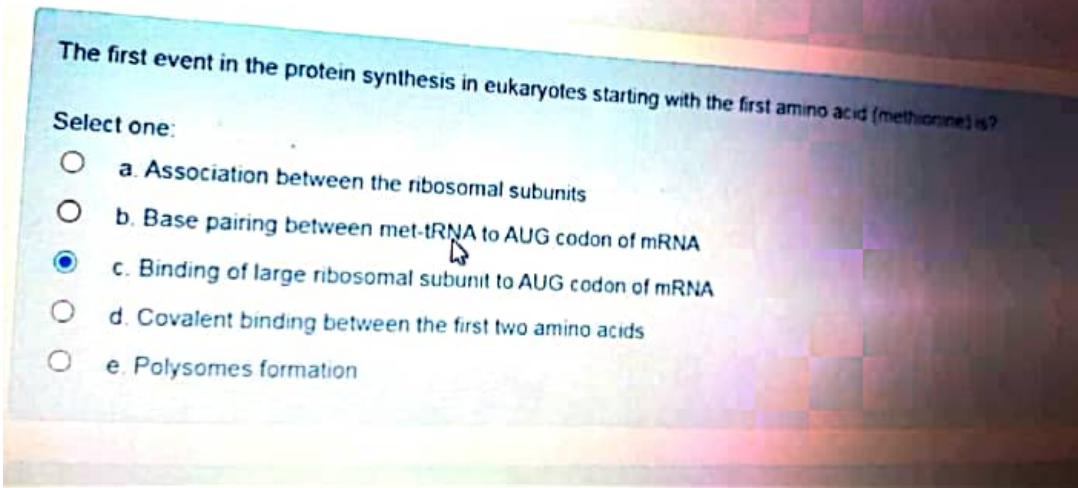 The first event in the protein synthesis in eukaryotes starting with the first amino acid (methionine) is?
Select one:
a. Association between the ribosomal subunits
b. Base pairing between met-tRNA to AUG codon of mRNA
c. Binding of large ribosomal subunit to AUG codon of mRNA
d. Covalent binding between the first two amino acids
e. Polysomes formation